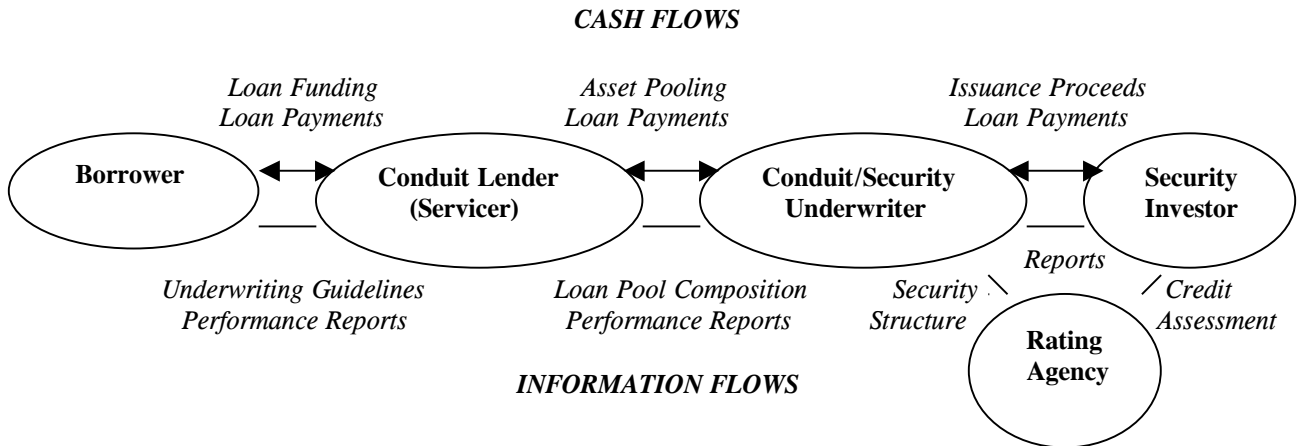 CASH FLOWS
Loan Funding
Loan Payments
Asset Pooling
Loan Payments
Issuance Proceeds
Loan Payments
Borrower
Conduit Lender
(Servicer)
Conduit/Security
Underwriter
Security
Investor
Underwriting Guidelines
Performance Reports
Loan Pool Composition
Performance Reports
Reports
Security
Structure
Credit
Assessment
Rating
Agency
INFORMATION FLOWS